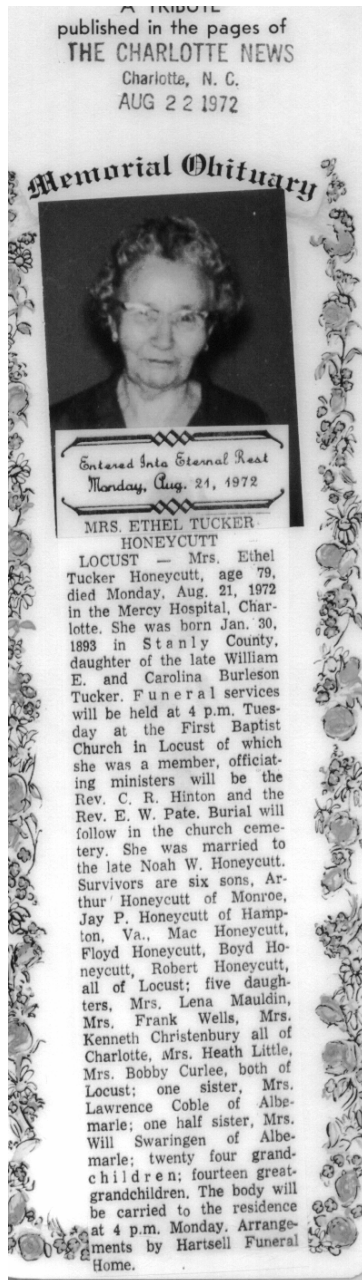 A TRIBUTE
published in the pages of
THE CHARLOTTE NEWS
Charlotte, N. C.
AUG 22 1972
Memorial Obituary
Entered Into Eternal Rest
Monday, Aug. 21, 1972
MRS. ETHEL TUCKER
HONEYCUTT
LOCUST — Mrs. Ethel
Tucker Honeycutt, age 79,
died Monday, Aug. 21, 1972
in the Mercy Hospital, Char-
lotte. She was born Jan. 30,
1893 in Stanly County,
daughter of the late William
E. and Carolina Burleson
Tucker. Funeral services
will be held at 4 p.m. Tues-
day at the First Baptist
Church in Locust of which
she was a member, officiat-
ing ministers will be the
Rev. C. R. Hinton and the
Rev. E. W. Pate. Burial will
follow in the church ceme-
tery. She was married to
the late Noah W. Honeycutt.
Survivors are six sons, Ar-
thur Honeycutt of Monroe,
Jay P. Honeycutt of Hamp-
ton, Va., Mac Honeycutt,
Floyd Honeycutt, Boyd Ho-
neycutt, Robert Honeycutt,
all of Locust; five daugh-
ters, Mrs. Lena Mauldin,
Mrs. Frank Wells, Mrs.
Kenneth Christenbury all of
Charlotte, Mrs. Heath Little,
Mrs. Bobby Curlee, both of
Locust; one sister, Mrs.
Lawrence Coble of Albe-
marle; one half sister, Mrs.
Will Swaringen of Albe-
marle; twenty four grand-
children; fourteen great-
grandchildren. The body will
be carried to the residence
at 4 p.m. Monday. Arrange-
ments by Hartsell Funeral
Home.